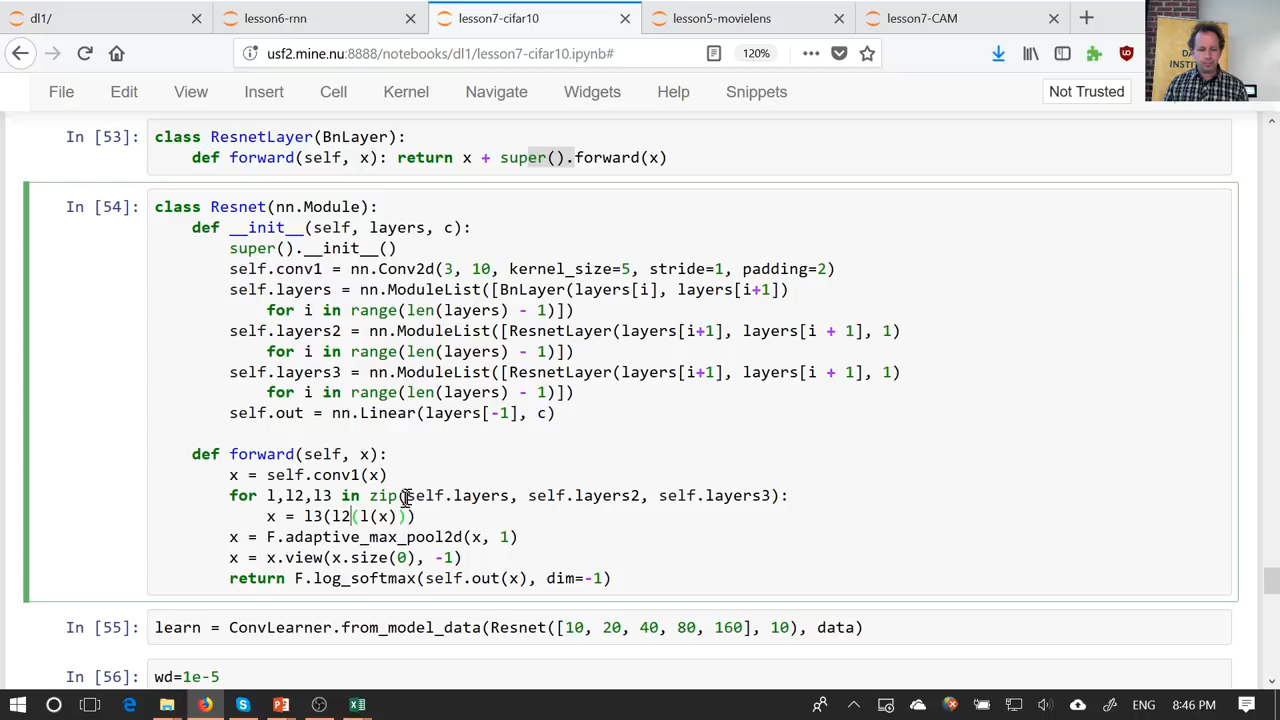 dl1/
lesson6-rnn
lesson7-cifar10
lesson5-movielens
lesson7-CAM
usf2.mine.nu:8888/notebooks/dl1/lesson7-cifar10.ipynb#
120%
File Edit View Insert Cell Kernel Navigate Widgets Help Snippets
Not Trusted
In [53]: class ResnetLayer(BnLayer):
def forward(self, x): return x + super().forward(x)
In [54]: class Resnet(nn.Module):
def __init__(self, layers, c):
super().__init__()
self.conv1 = nn.Conv2d(3, 10, kernel_size=5, stride=1, padding=2)
self.layers = nn.ModuleList([BnLayer(layers[i], layers[i+1])
for i in range(len(layers) - 1)])
self.layers2 = nn.ModuleList([ResnetLayer(layers[i+1], layers[i + 1], 1)
for i in range(len(layers) - 1)])
self.layers3 = nn.ModuleList([ResnetLayer(layers[i+1], layers[i + 1], 1)
for i in range(len(layers) - 1)])
self.out = nn.Linear(layers[-1], c)
def forward(self, x):
x = self.conv1(x)
for l,l2,l3 in zip(self.layers, self.layers2, self.layers3):
x = l3(l2(l(x)))
x = F.adaptive_max_pool2d(x, 1)
x = x.view(x.size(0), -1)
return F.log_softmax(self.out(x), dim=-1)
In [55]: learn = ConvLearner.from_model_data(Resnet([10, 20, 40, 80, 160], 10), data)
In [56]: wd=1e-5
ENG 8:46 PM